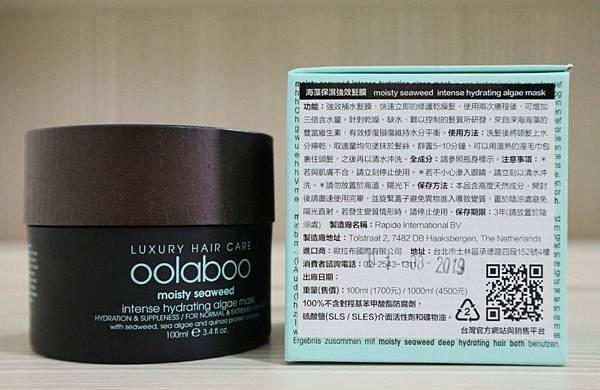 LUXURY HAIR CARE
oolaboo
moisty seaweed
intense hydrating algae mask
HYDRATION & SUPPLENESS / FOR NORMAL & EXTREMELY
with seaweed, sea algae and quinoa protein complex
100ml e 3.4 fl.oz.
海藻保濕強效髮膜 moisty seaweed intense hydrating algae mask
功能：強效補水髮膜，快速立即的修護乾燥髮。使用兩次療程後，可增加
三倍含水量。針對乾燥、缺水、難以控制的髮質所研發，來自深海海藻的
豐富維生素，有效修復損傷維持水分平衡。使用方法：洗髮後將頭髮上水
分擰乾，取適量均勻塗抹於髮絲，靜置5~10分鐘，可以用溫熱的溼毛巾包
裹住頭髮，之後再以清水沖洗。全成分：請參照瓶身標示。注意事項：＊
若與肌膚不合，請立刻停止使用。＊若不小心滲入眼睛，請立刻以清水沖
洗。＊請勿放置於高溫、陽光下。保存方法：本品含高度天然成分，開封
後請盡速使用完畢，並旋緊蓋子避免異物進入導致變質。置於陰涼處避免
陽光直射。若發生變質情形時，請停止使用。保存期限：3年(請放置於陰
涼處) 製造廠名稱：Rapide International BV
製造廠地址：Tolstraat 2, 7482 DB Haaksbergen, The Netherlands
進口商：歐拉布國際有限公司 地址：台北市士林區承德路四段152號4樓
消費者諮詢電話：02-2543-131
2019
出廠日期：
重量(售價)：100ml (1700元) / 1000ml (4500元)
100%不含對羥基苯甲酸酯防腐劑，
硫酸鹽(SLS / SLES)介面活性劑和礦物油。
2
台灣官方網站與銷售平台
Ergebnis zusammen mit moisty seaweed deep hydrating hair bath benutzen.